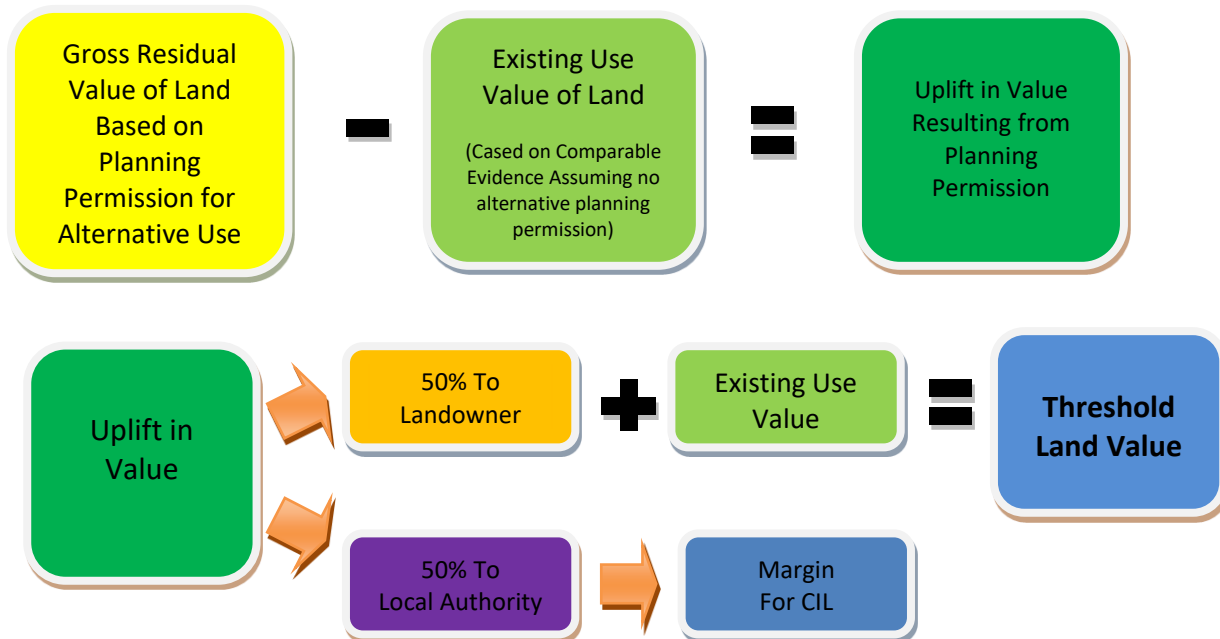 Gross Residual
Value of Land
Based on
Planning
Permission for
Alternative Use
Existing Use
Value of Land
(Cased on Comparable
Evidence Assuming no
alternative planning
permission)
Uplift in Value
Resulting from
Planning
Permission
Uplift in
Value
50% To
Landowner
Existing Use
Value
Threshold
Land Value
50% To
Local Authority
Margin
For CIL